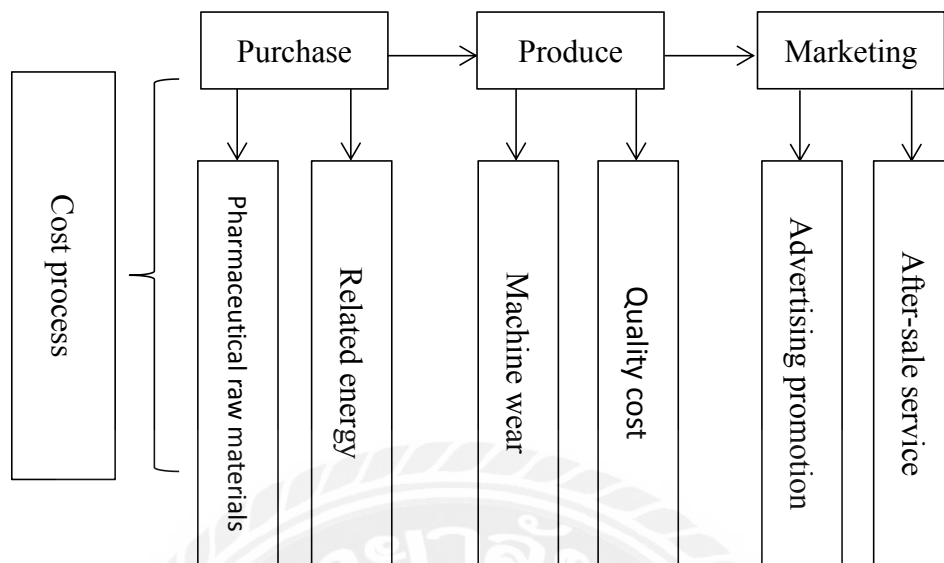 Purchase
Produce
Marketing
Cost process
Pharmaceutical raw materials
Related energy
Machine wear
Quality cost
Advertising promotion
After-sale service